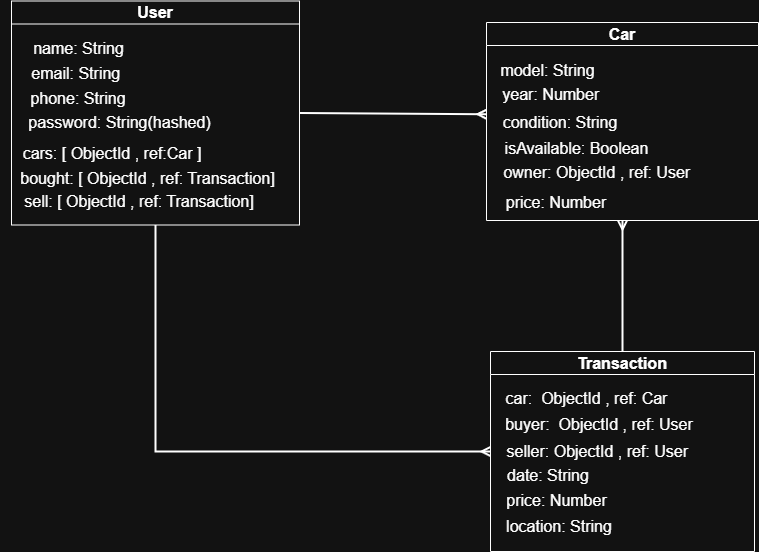 User
name: String
email: String
phone: String
password: String(hashed)
cars: [ ObjectId , ref:Car ]
bought: [ ObjectId , ref: Transaction]
sell: [ ObjectId , ref: Transaction]
Car
model: String
year: Number
condition: String
isAvailable: Boolean
owner: ObjectId , ref: User
price: Number
Transaction
car:  ObjectId , ref: Car
buyer:  ObjectId , ref: User
seller: ObjectId , ref: User
date: String
price: Number
location: String